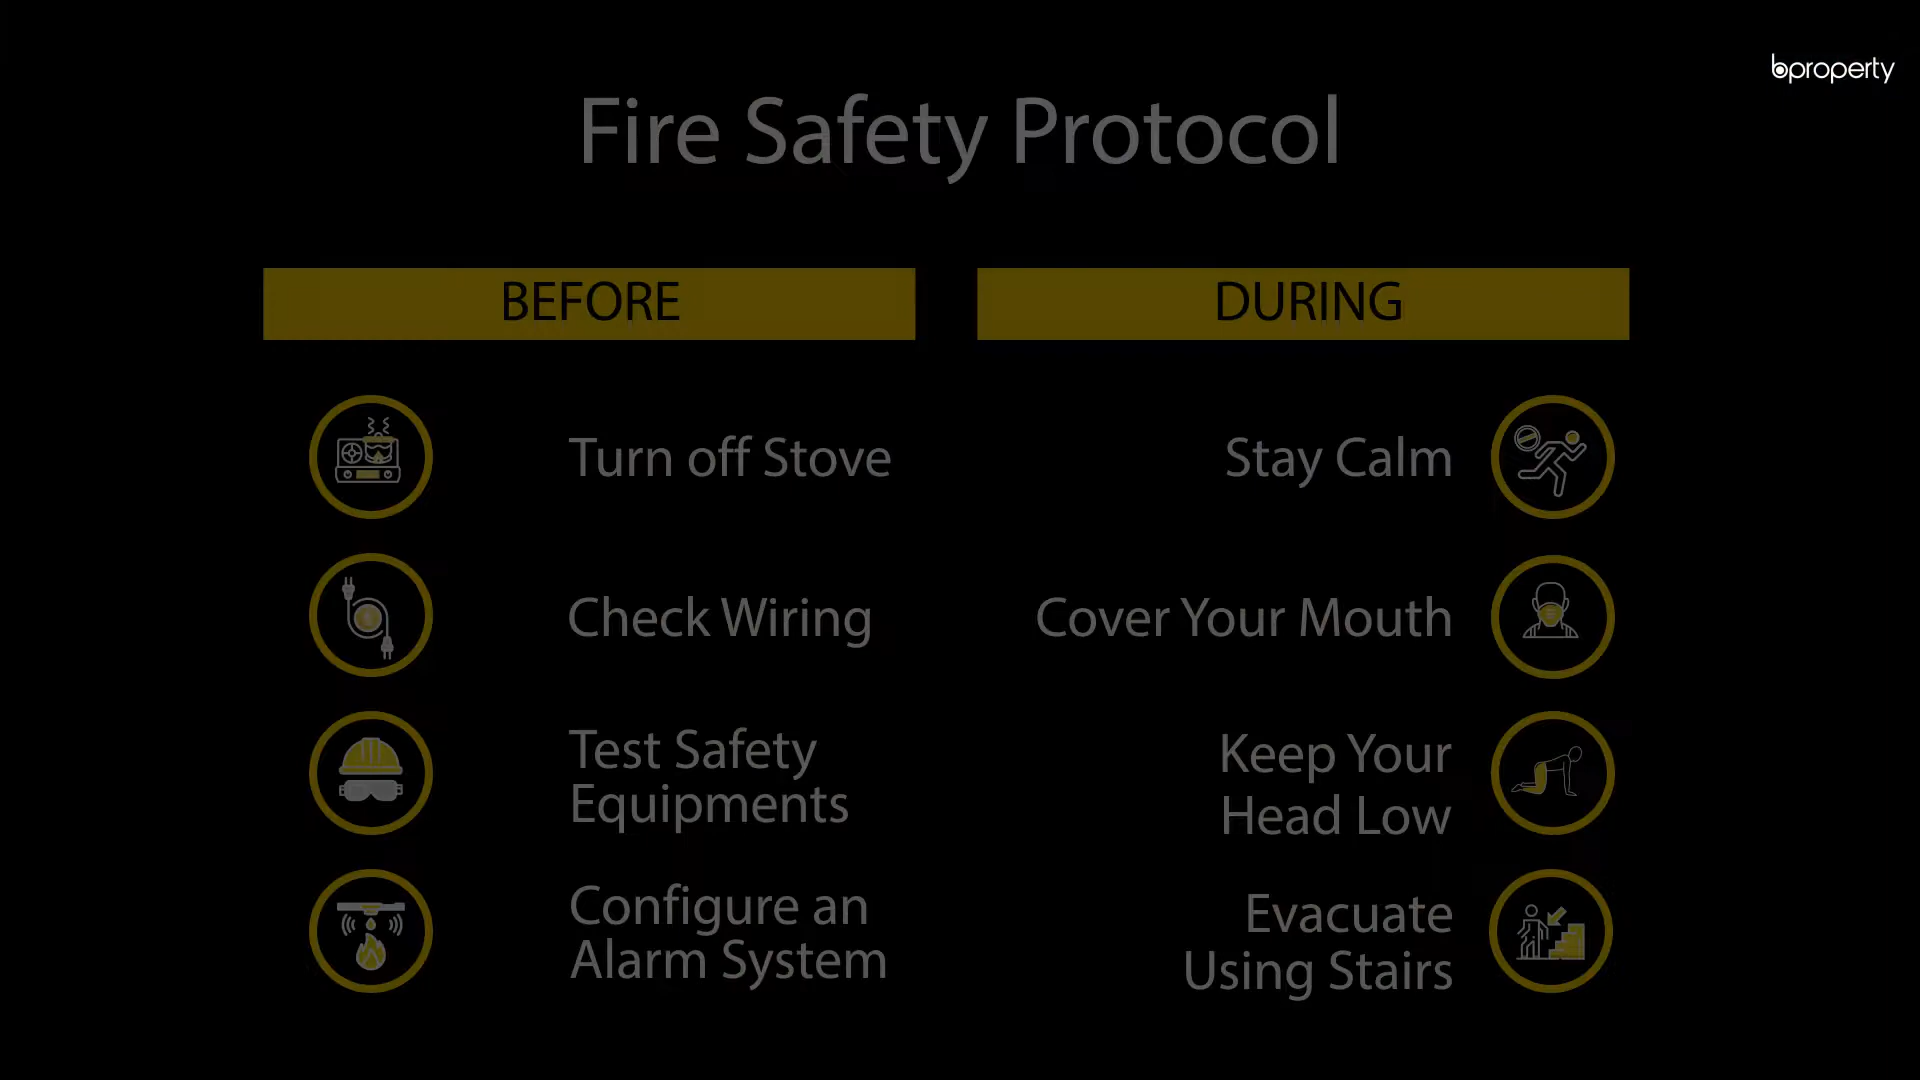 bproperty
Fire Safety Protocol
BEFORE
Turn off Stove
Check Wiring
Test Safety
Equipments
Configure an
Alarm System
DURING
Stay Calm
Cover Your Mouth
Keep Your
Head Low
Evacuate
Using Stairs